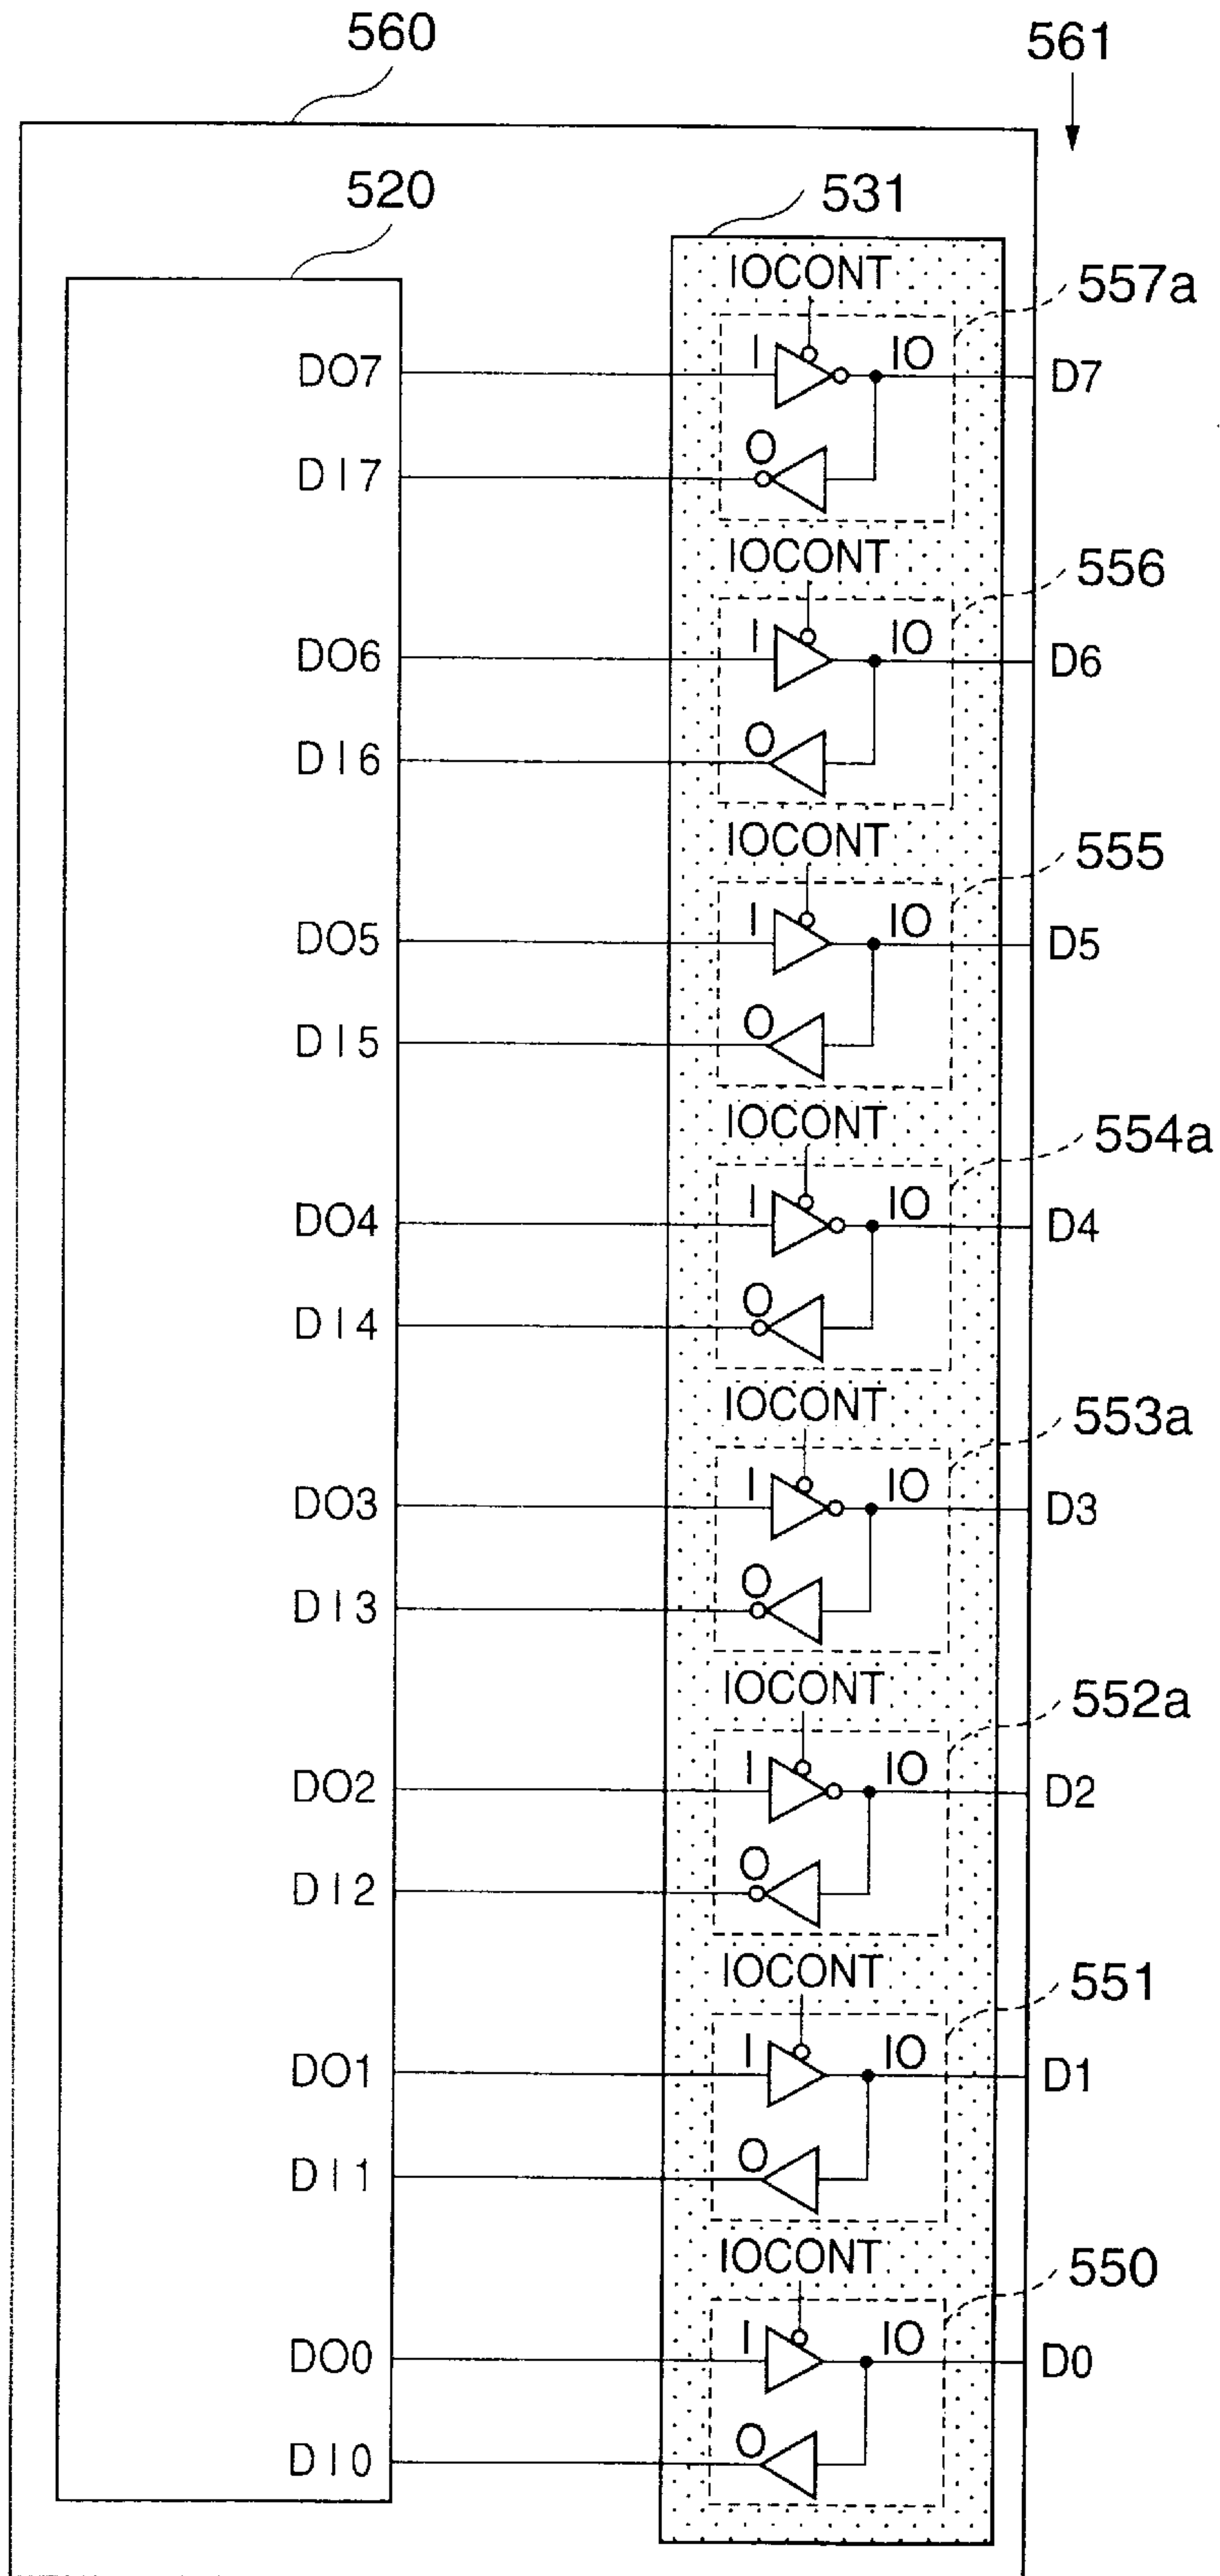 560
561
520
531
IOCONT
557a
DO7
I
IO
D7
DI7
O
IOCONT
556
DO6
I
IO
D6
DI6
O
IOCONT
555
DO5
I
IO
D5
DI5
O
IOCONT
554a
DO4
I
IO
D4
DI4
O
IOCONT
553a
DO3
I
IO
D3
DI3
O
IOCONT
552a
DO2
I
IO
D2
DI2
O
IOCONT
551
DO1
I
IO
D1
DI1
O
IOCONT
550
DO0
I
IO
D0
DI0
O